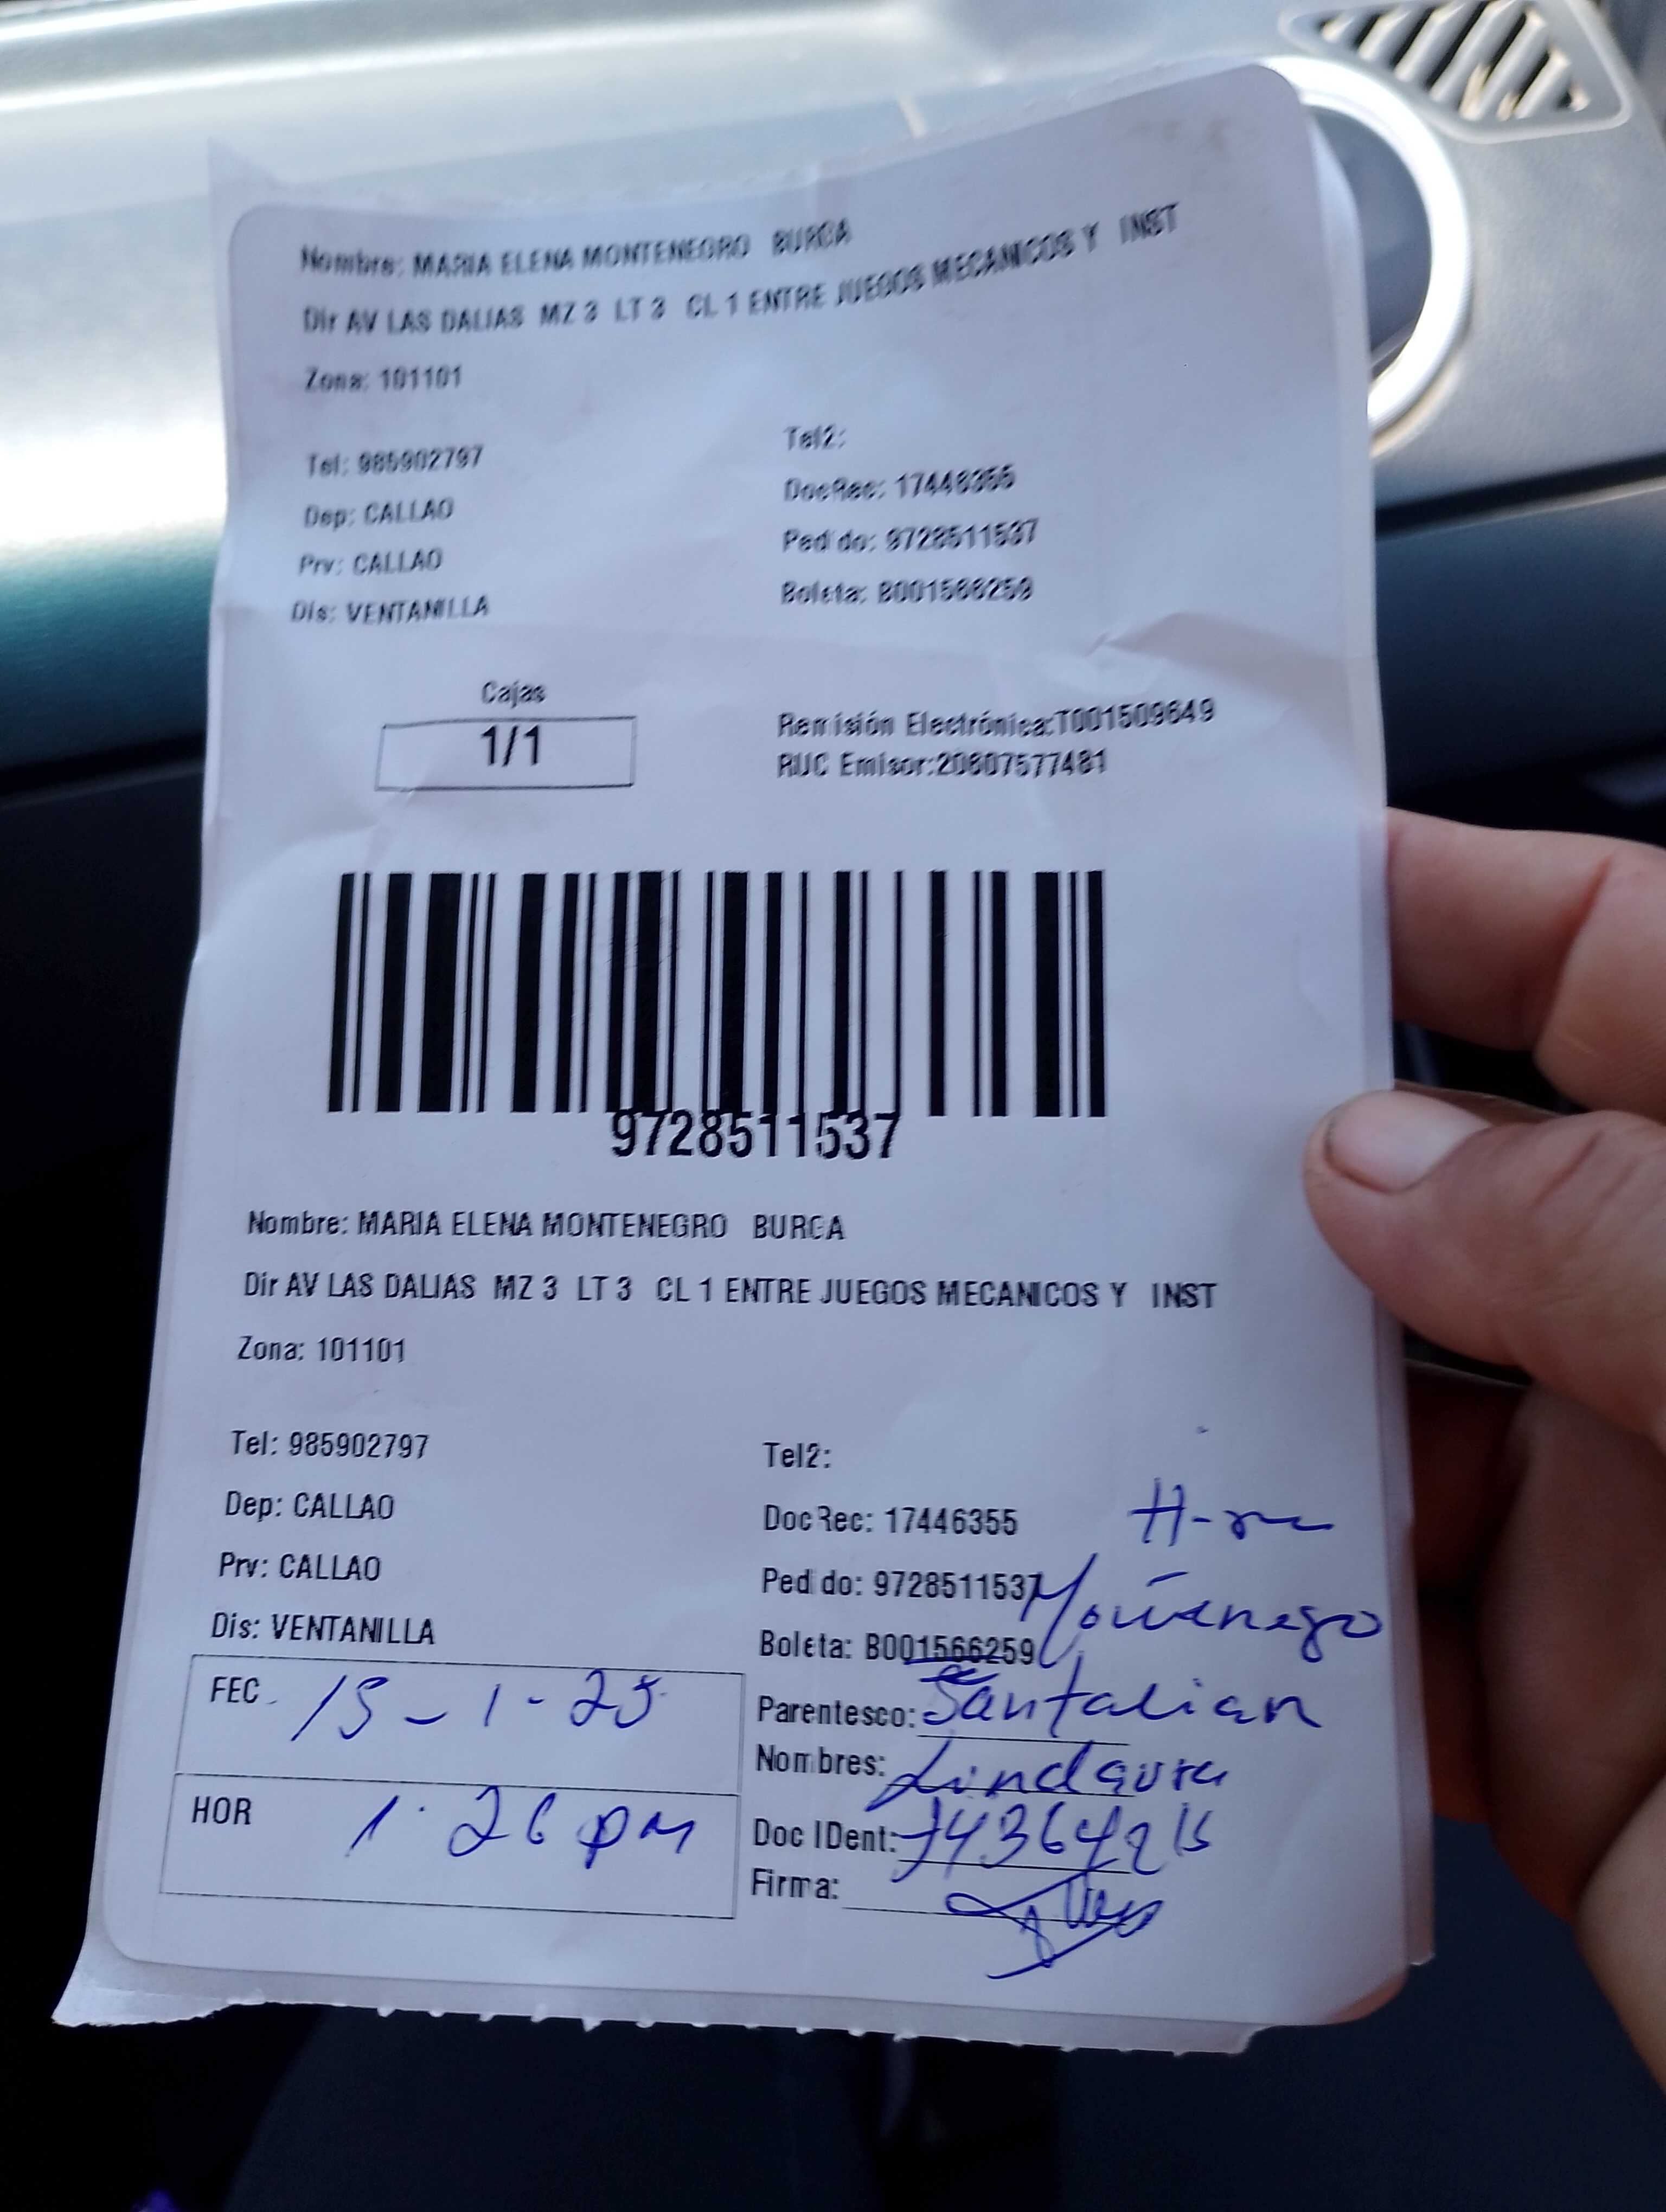 Nombre: MARIA ELENA MONTENEGRO BURGA
Dir AV LAS DALIAS MZ 3 LT 3 CL 1 ENTRE JUEGOS MECANICOS Y INST
Zona: 101101
Tel: 985902797
Tel2:
Dep: CALLAO
DocRec: 17446355
Prv: CALLAO
Pedido: 9728511537
Dis: VENTANILLA
Boleta: B001566259
Cajas
1/1
Remisión Electrónica:T001509649
RUC Emisor:20607577481
9728511537
Nombre: MARIA ELENA MONTENEGRO BURGA
Dir AV LAS DALIAS MZ 3 LT 3 CL 1 ENTRE JUEGOS MECANICOS Y INST
Zona: 101101
Tel: 985902797
Tel2:
Dep: CALLAO
DocRec: 17446355
Prv: CALLAO
Pedido: 9728511537
Dis: VENTANILLA
Boleta: B001566259
FEC 15-1-25
Parentesco: Santalian
Nombres: Lindaura
HOR 1:26 pm
Doc IDent:
Firma: